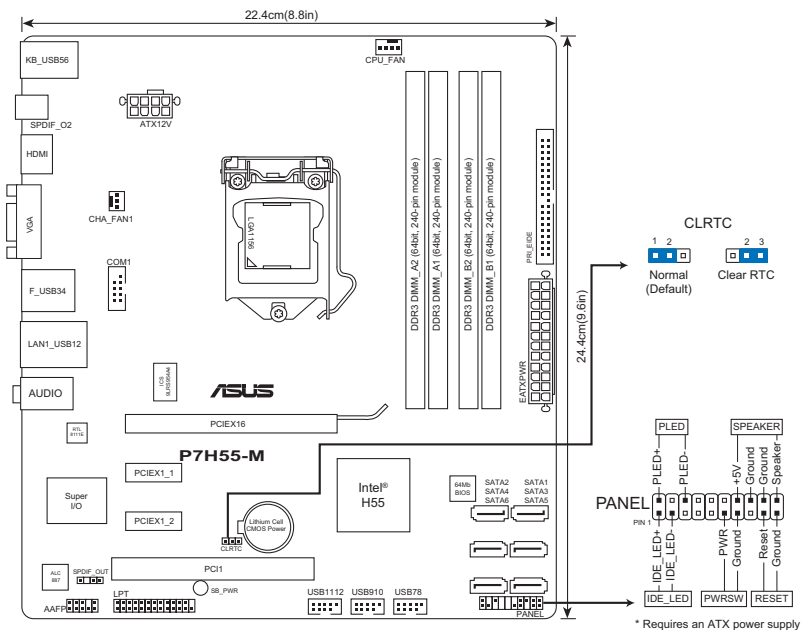 22.4cm(8.8in)
KB_USB56
CPU_FAN
SPDIF_O2
ATX12V
HDMI
VGA
CHA_FAN1
LGA1156
DDR3 DIMM_A2 (64bit, 240-pin module)
DDR3 DIMM_A1 (64bit, 240-pin module)
DDR3 DIMM_B2 (64bit, 240-pin module)
DDR3 DIMM_B1 (64bit, 240-pin module)
PRI_EIDE
24.4cm(9.6in)
CLRTC
1 2
2 3
Normal
(Default)
Clear RTC
COM1
F_USB34
LAN1_USB12
EATXPWR
AUDIO
ICS
ASUS
PCIEX16
RTL
8111E
P7H55-M
PCIEX1_1
Super
I/O
PCIEX1_2
CLRTC
Lithium Cell
CMOS Power
Intel®
H55
64Mb
BIOS
SATA2
SATA4
SATA6
SATA1
SATA3
SATA5
PCI1
ALC
887
SPDIF_OUT
SB_PWR
AAFP
LPT
USB1112
USB910
USB78
PANEL
PLED
SPEAKER
PLED+
PLED-
+5V
Ground
Ground
Speaker
PANEL
PIN 1
IDE_LED+
IDE_LED-
PWR
Ground
Reset
Ground
IDE_LED
PWRSW
RESET
* Requires an ATX power supply